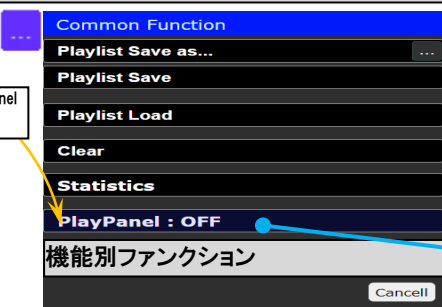 ...
Common Function
Playlist Save as...
...
Playlist Save
nel
Playlist Load
Clear
Statistics
PlayPanel : OFF
機能別ファンクション
Cancell